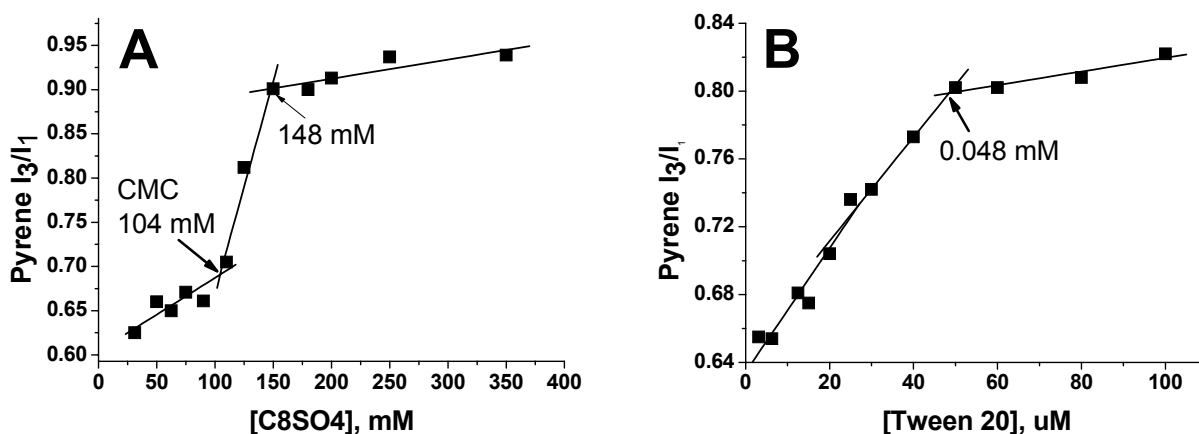 A
0.95
0.90
0.85
0.80
0.75
0.70
0.65
0.60
Pyrene I3/I1
148 mM
CMC
104 mM
0 50 100 150 200 250 300 350 400
[C8SO4], mM
B
0.84
0.80
0.76
0.72
0.68
0.64
Pyrene I3/I1
0.048 mM
0 20 40 60 80 100
[Tween 20], uM